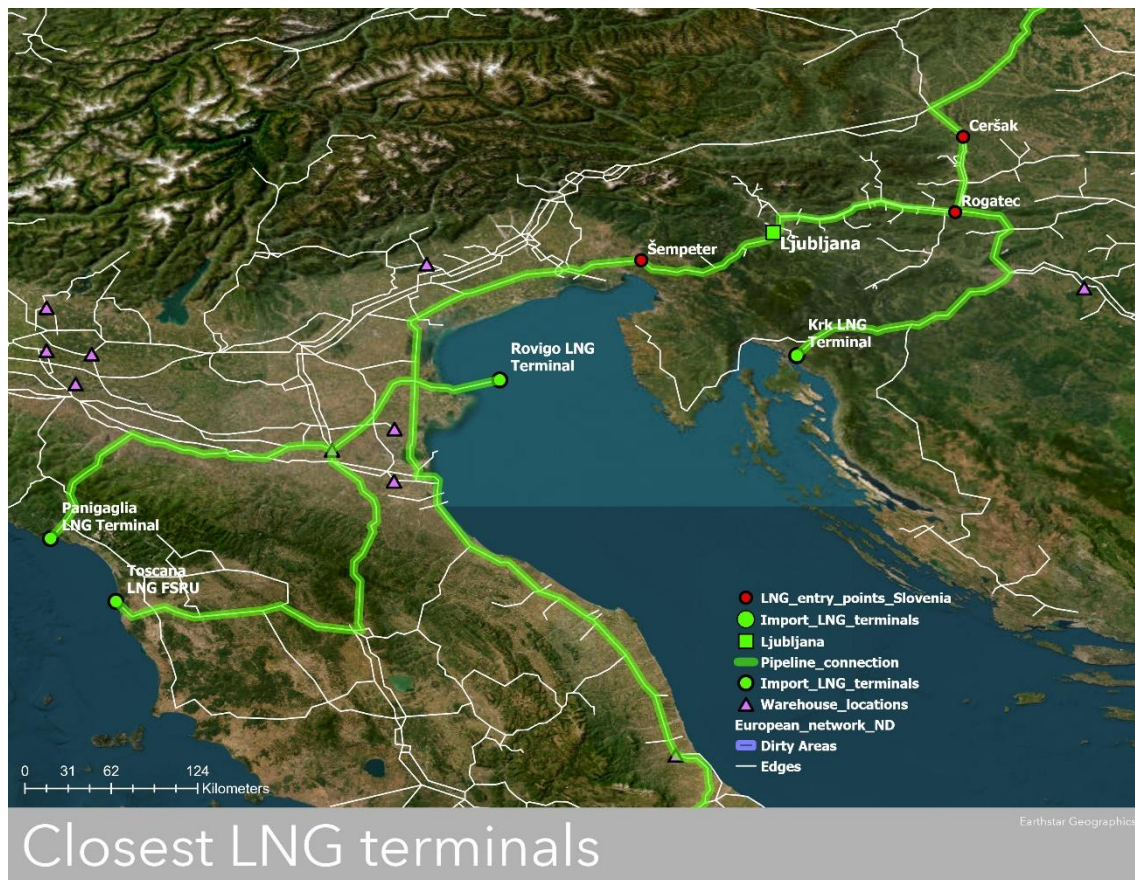 Ceršak
Rogatec
Ljubljana
Šempeter
Krk LNG
Terminal
Rovigo LNG
Terminal
Panigaglia
LNG Terminal
Toscana
LNG FSRU
LNG_entry_points_Slovenia
Import_LNG_terminals
Ljubljana
Pipeline_connection
Import_LNG_terminals
Warehouse_locations
European_network_ND
Dirty Areas
Edges
0 31 62 124
Kilometers
Earthstar Geographics
Closest LNG terminals